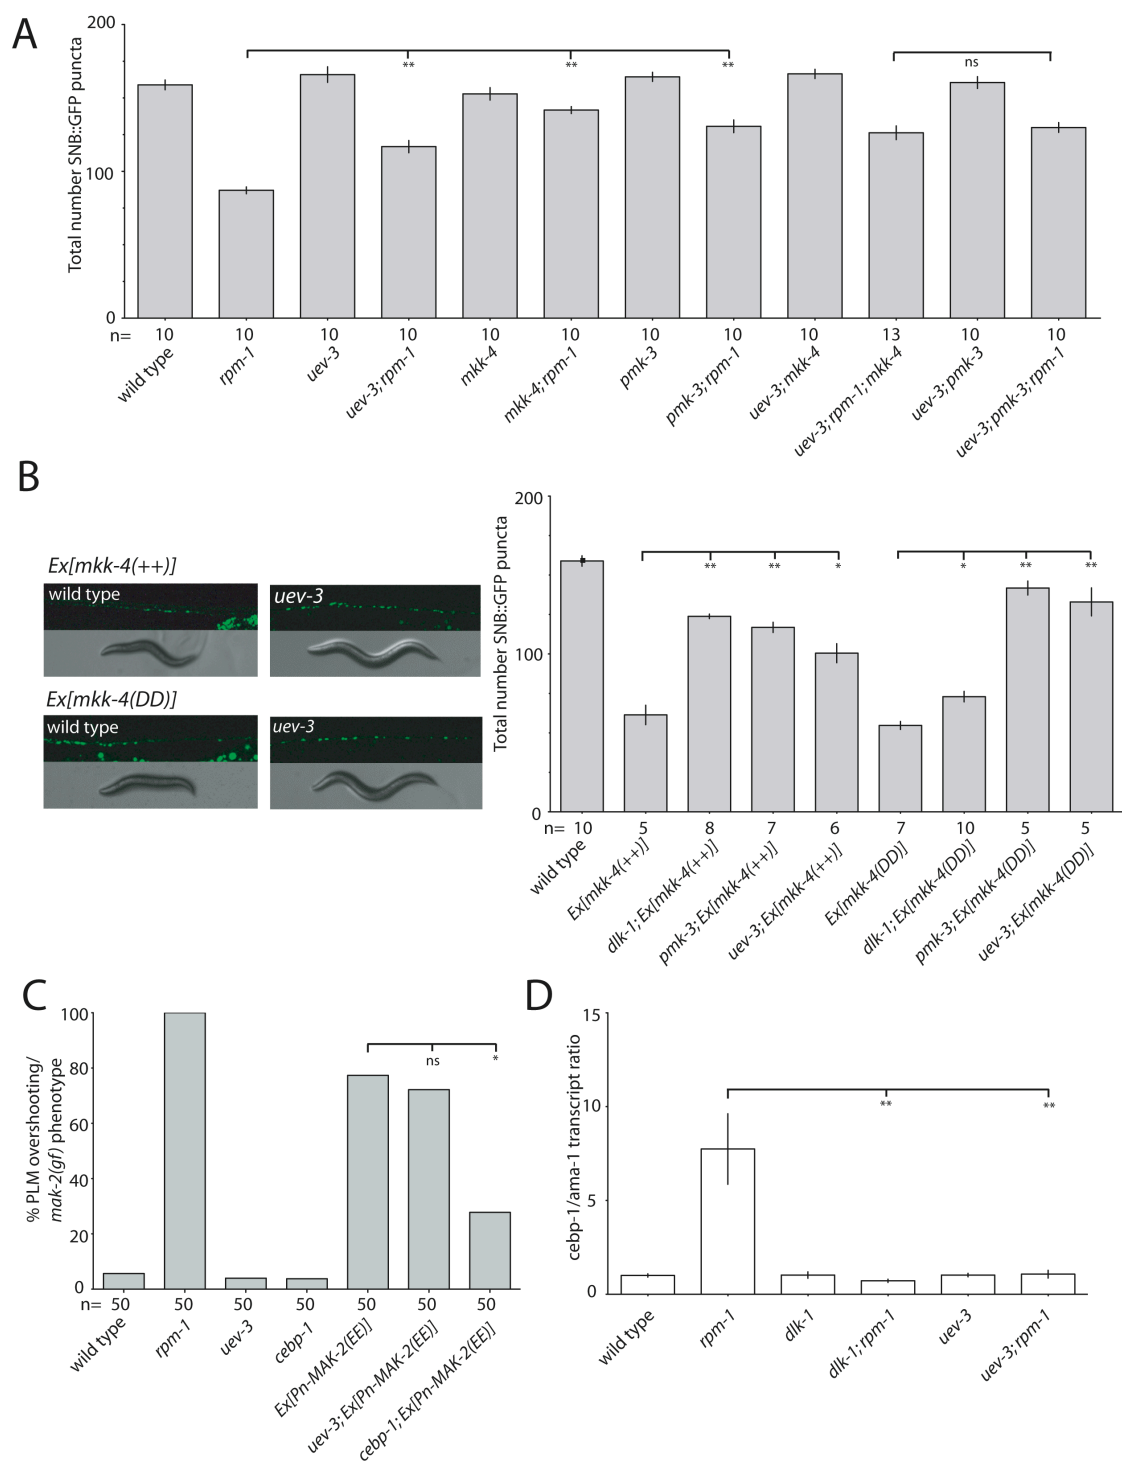 A
Total number SNB::GFP puncta
200
100
0
** ** ** ns
n= 10 10 10 10 10 10 10 10 10 13 10 10
wild type
rpm-1
uev-3
uev-3; rpm-1
mkk-4
mkk-4; rpm-1
pmk-3
pmk-3; rpm-1
uev-3; mkk-4
uev-3; rpm-1; mkk-4
uev-3; pmk-3
uev-3; pmk-3; rpm-1
B
Ex[mkk-4(++)]
wild type
uev-3
Ex[mkk-4(DD)]
wild type
uev-3
Total number SNB::GFP puncta
200
100
0
** ** * * ** **
n= 10 5 8 7 6 7 10 5 5
wild type
Ex[mkk-4(++)]
dlk-1; Ex[mkk-4(++)]
pmk-3; Ex[mkk-4(++)]
uev-3; Ex[mkk-4(++)]
Ex[mkk-4(DD)]
dlk-1; Ex[mkk-4(DD)]
pmk-3; Ex[mkk-4(DD)]
uev-3; Ex[mkk-4(DD)]
C
% PLM overshooting/
mak-2(gf) phenotype
100
80
60
40
20
0
ns *
n= 50 50 50 50 50 50 50
wild type
rpm-1
uev-3
cebp-1
Ex[Pn-MAK-2(EE)]
uev-3; Ex[Pn-MAK-2(EE)]
cebp-1; Ex[Pn-MAK-2(EE)]
D
cebp-1/ama-1 transcript ratio
15
10
5
0
** **
wild type
rpm-1
dlk-1
dlk-1; rpm-1
uev-3
uev-3; rpm-1